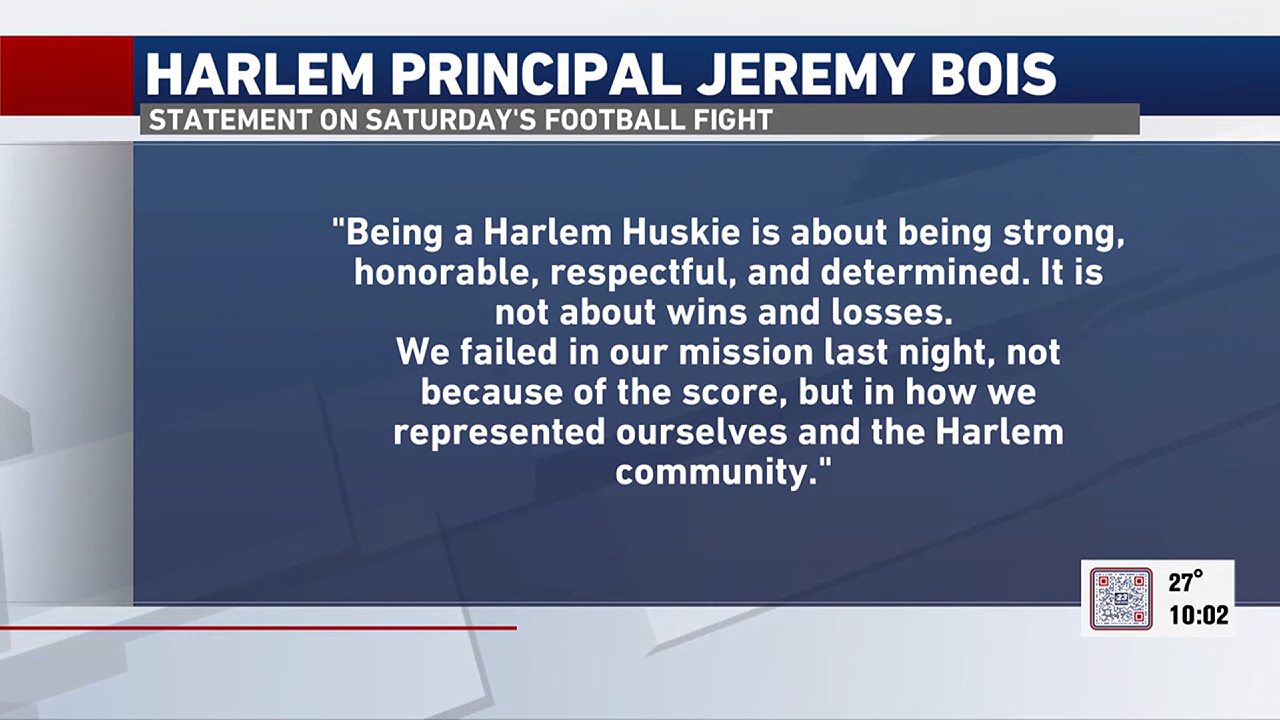 HARLEM PRINCIPAL JEREMY BOIS
STATEMENT ON SATURDAY'S FOOTBALL FIGHT
"Being a Harlem Huskie is about being strong,
honorable, respectful, and determined. It is
not about wins and losses.
We failed in our mission last night, not
because of the score, but in how we
represented ourselves and the Harlem
community."
27°
10:02